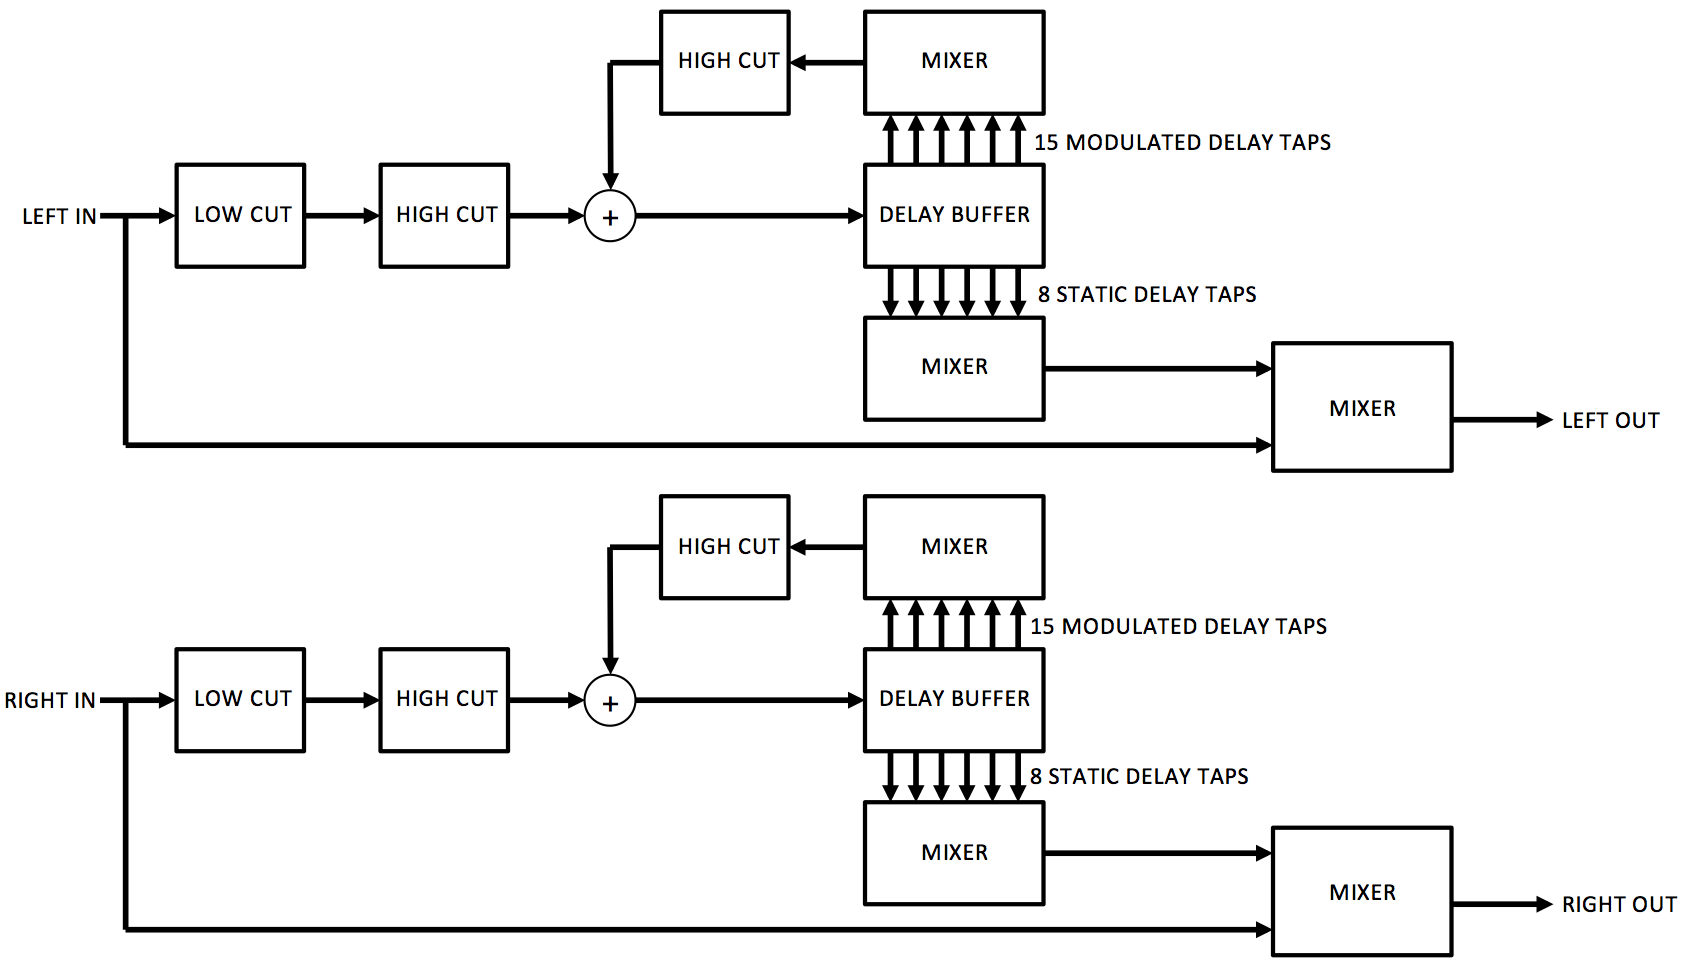 HIGH CUT
MIXER
15 MODULATED DELAY TAPS
LEFT IN
LOW CUT
HIGH CUT
+
DELAY BUFFER
8 STATIC DELAY TAPS
MIXER
MIXER
LEFT OUT
HIGH CUT
MIXER
15 MODULATED DELAY TAPS
RIGHT IN
LOW CUT
HIGH CUT
+
DELAY BUFFER
8 STATIC DELAY TAPS
MIXER
MIXER
RIGHT OUT